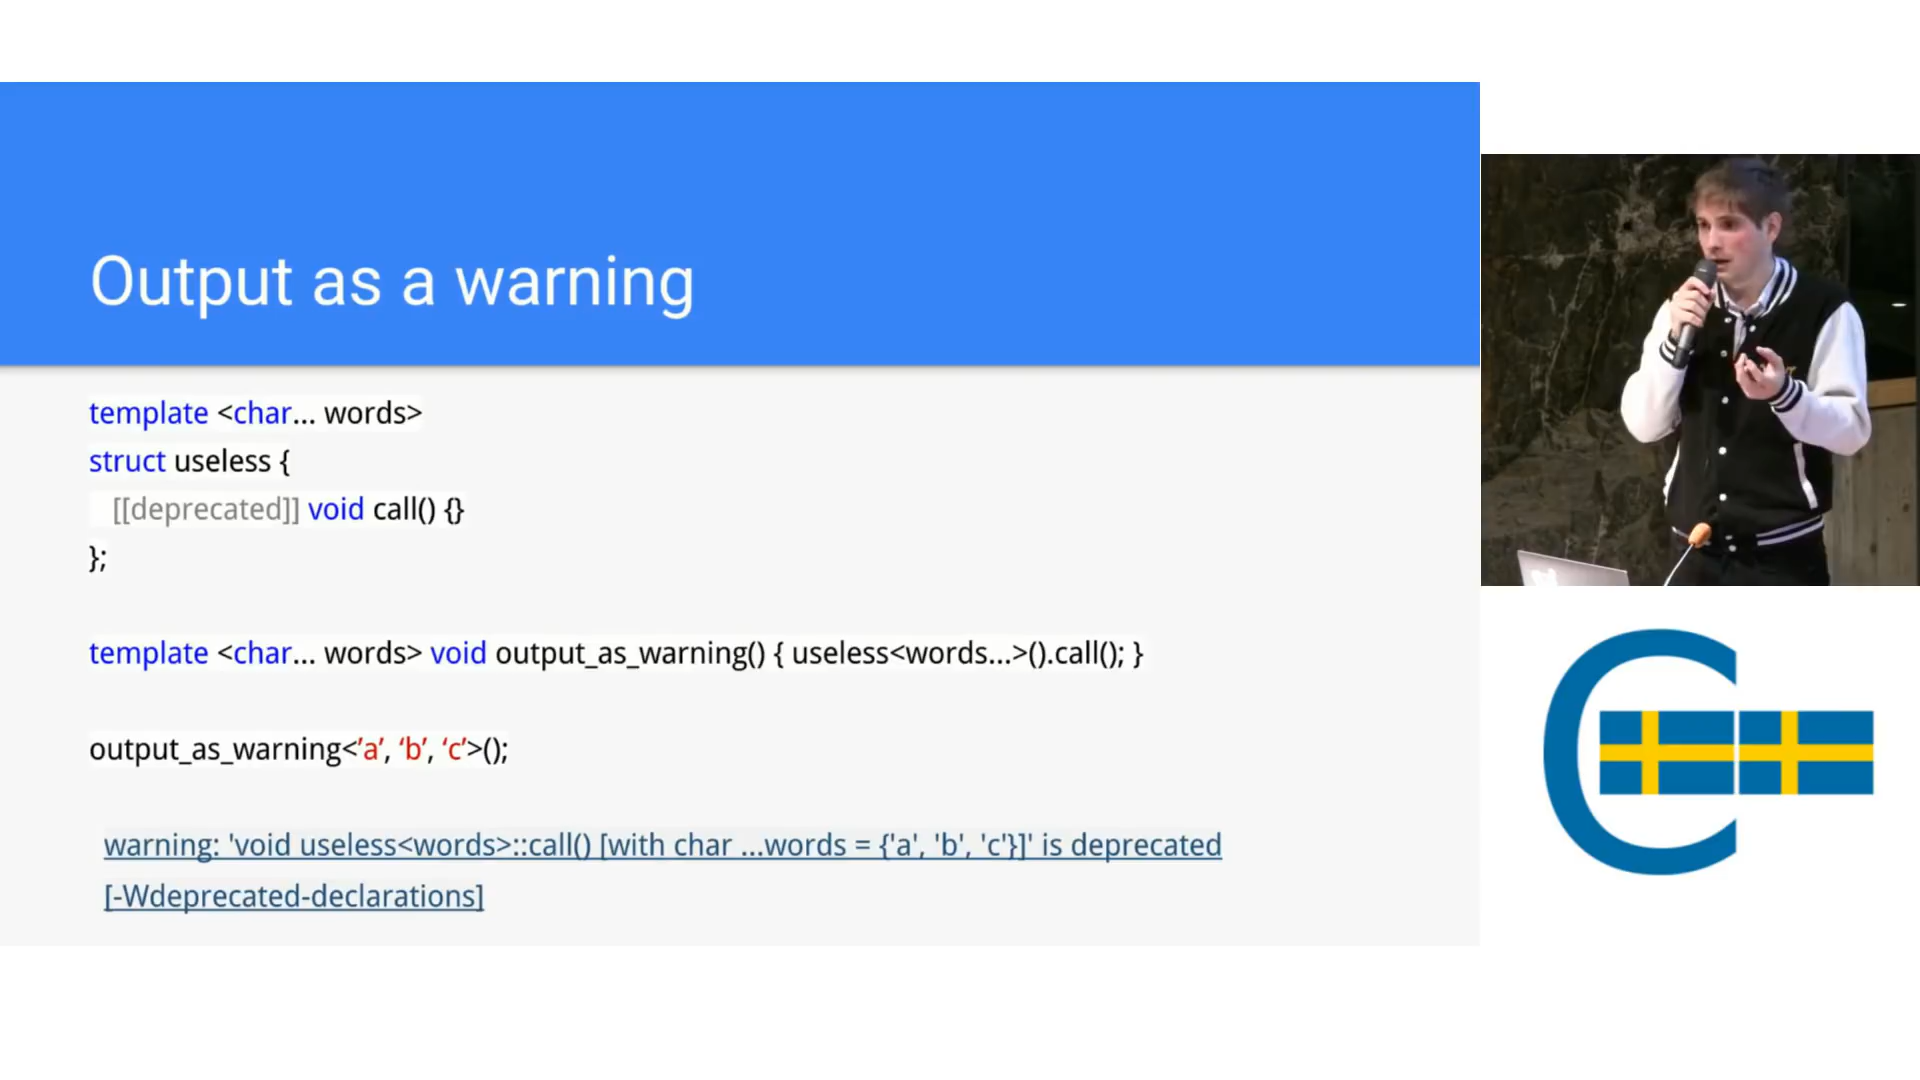 Output as a warning
template <char... words>
struct useless {
[[deprecated]] void call() {}
};
template <char... words> void output_as_warning() { useless<words...>().call(); }
output_as_warning<’a’, ‘b’, ‘c’>();
warning: 'void useless<words>::call() [with char ...words = {'a', 'b', 'c'}]' is deprecated
[-Wdeprecated-declarations]
C